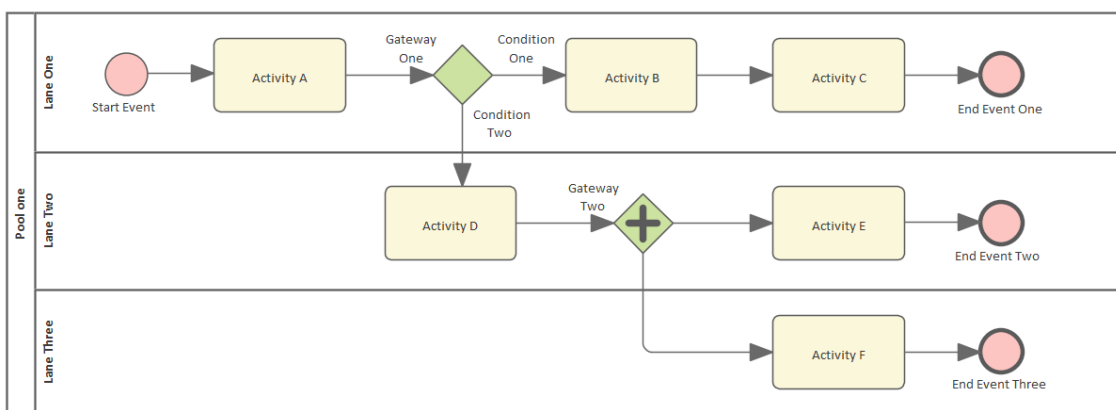 Pool one
Lane One
Start Event
Activity A
Gateway
One
Condition
One
Condition
Two
Activity B
Activity C
End Event One
Lane Two
Activity D
Gateway
Two
Activity E
End Event Two
Lane Three
Activity F
End Event Three